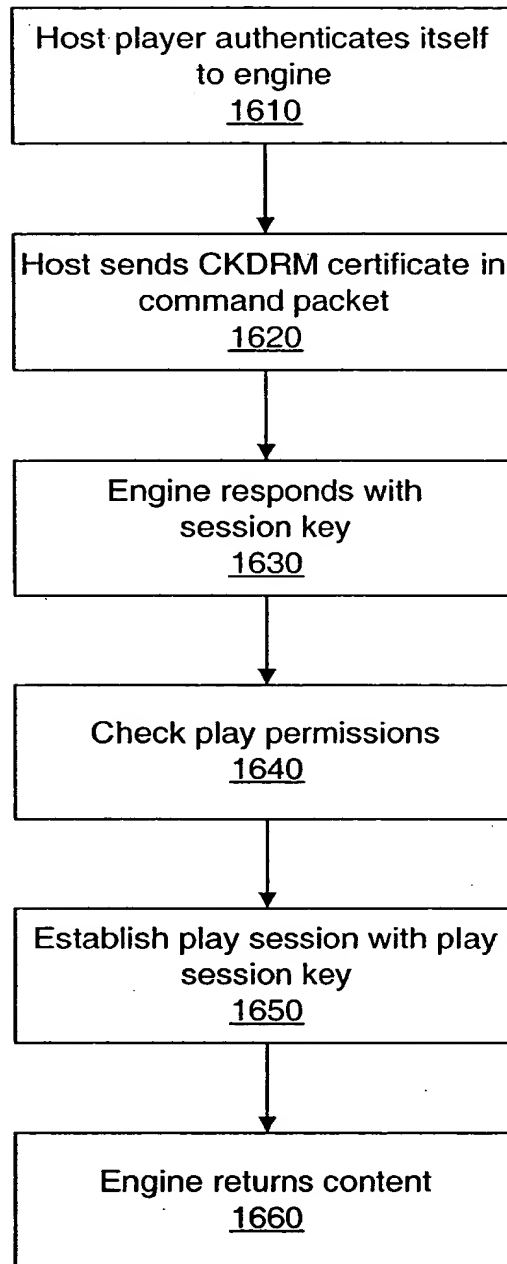 Host player authenticates itself
to engine
1610
Host sends CKDRM certificate in
command packet
1620
Engine responds with
session key
1630
Check play permissions
1640
Establish play session with play
session key
1650
Engine returns content
1660